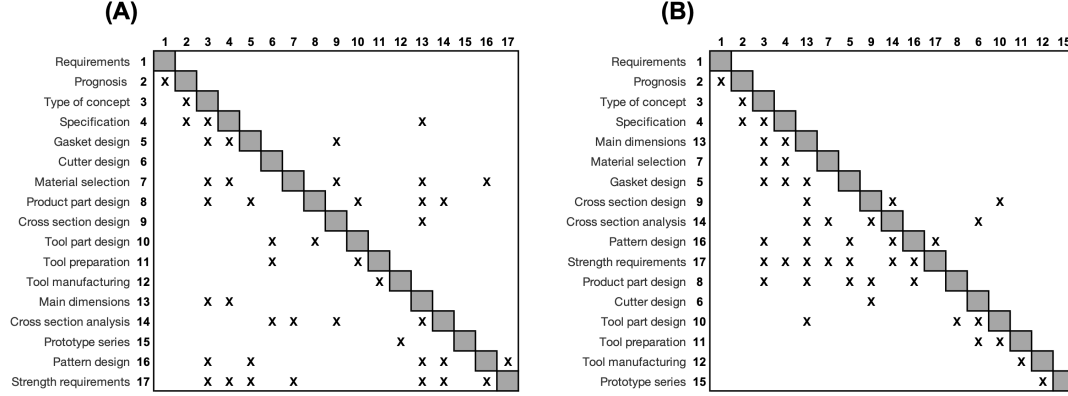 (A)
1 2 3 4 5 6 7 8 9 10 11 12 13 14 15 16 17
Requirements 1
Prognosis 2 X
Type of concept 3 X
Specification 4 X X X
Gasket design 5 X X X
Cutter design 6
Material selection 7 X X X X X
Product part design 8 X X X X X
Cross section design 9 X
Tool part design 10 X X
Tool preparation 11 X X
Tool manufacturing 12 X
Main dimensions 13 X X
Cross section analysis 14 X X X X
Prototype series 15 X
Pattern design 16 X X X X X
Strength requirements 17 X X X X X X X
(B)
1 2 3 4 13 7 5 9 14 16 17 8 6 10 11 12 15
Requirements 1
Prognosis 2 X
Type of concept 3 X
Specification 4 X X
Main dimensions 13 X X
Material selection 7 X X
Gasket design 5 X X X
Cross section design 9 X X X
Cross section analysis 14 X X X X
Pattern design 16 X X X X X
Strength requirements 17 X X X X X X X
Product part design 8 X X X X X
Cutter design 6 X
Tool part design 10 X X X
Tool preparation 11 X X
Tool manufacturing 12 X
Prototype series 15 X